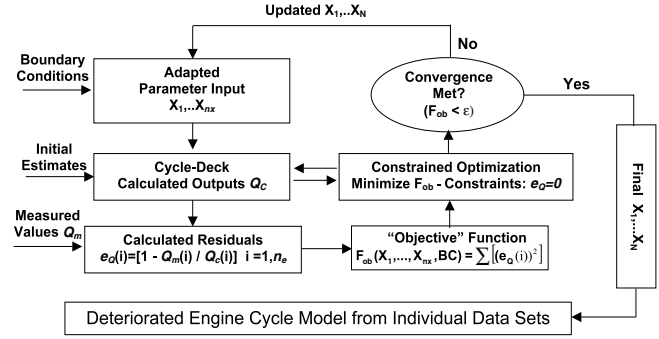 Updated X1,..XN
No
Boundary
Conditions
Adapted
Parameter Input
X1,..Xnx
Convergence
Met?
(Fob < ε)
Yes
Initial
Estimates
Cycle-Deck
Calculated Outputs QC
Constrained Optimization
Minimize Fob - Constraints: eQ=0
Final X1,...XN
Measured
Values Qm
Calculated Residuals
eQ(i)=[1 - Qm(i) / Qc(i)] i =1,ne
“Objective” Function
Fob(X1,...,Xnx,BC) = ∑[(eQ(i))²]
Deteriorated Engine Cycle Model from Individual Data Sets